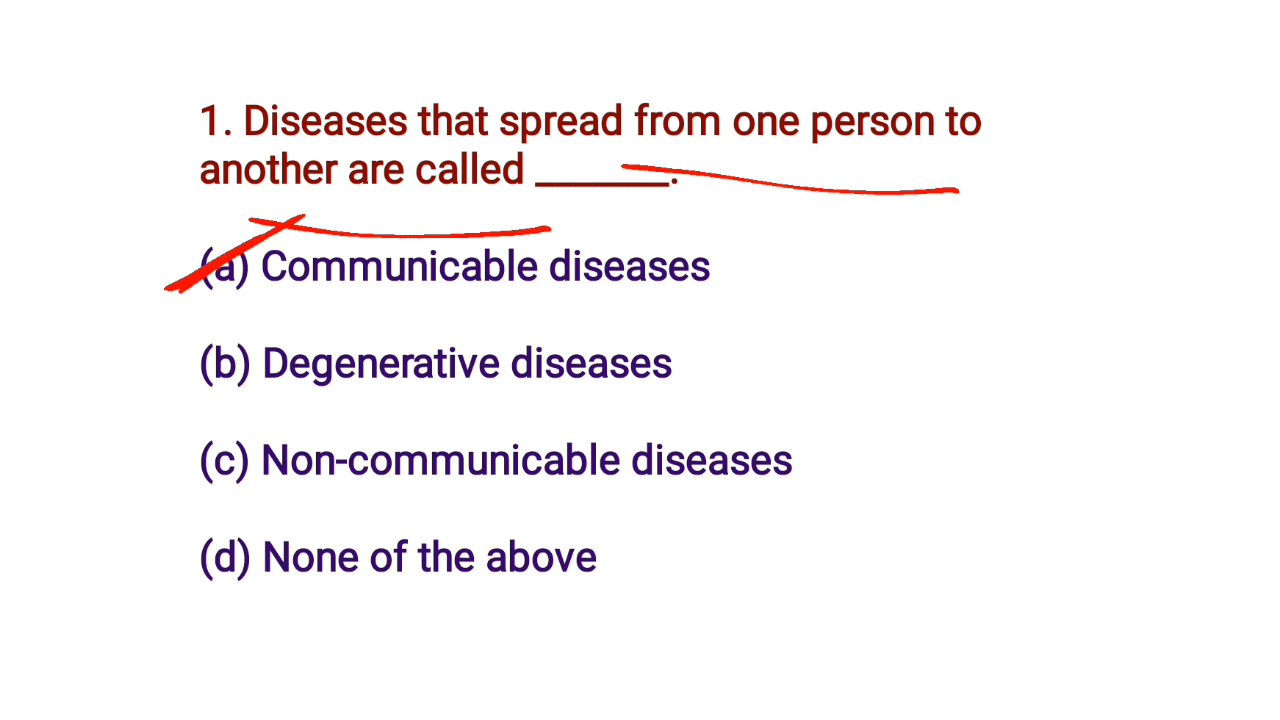 1. Diseases that spread from one person to
another are called _______.
(a) Communicable diseases
(b) Degenerative diseases
(c) Non-communicable diseases
(d) None of the above